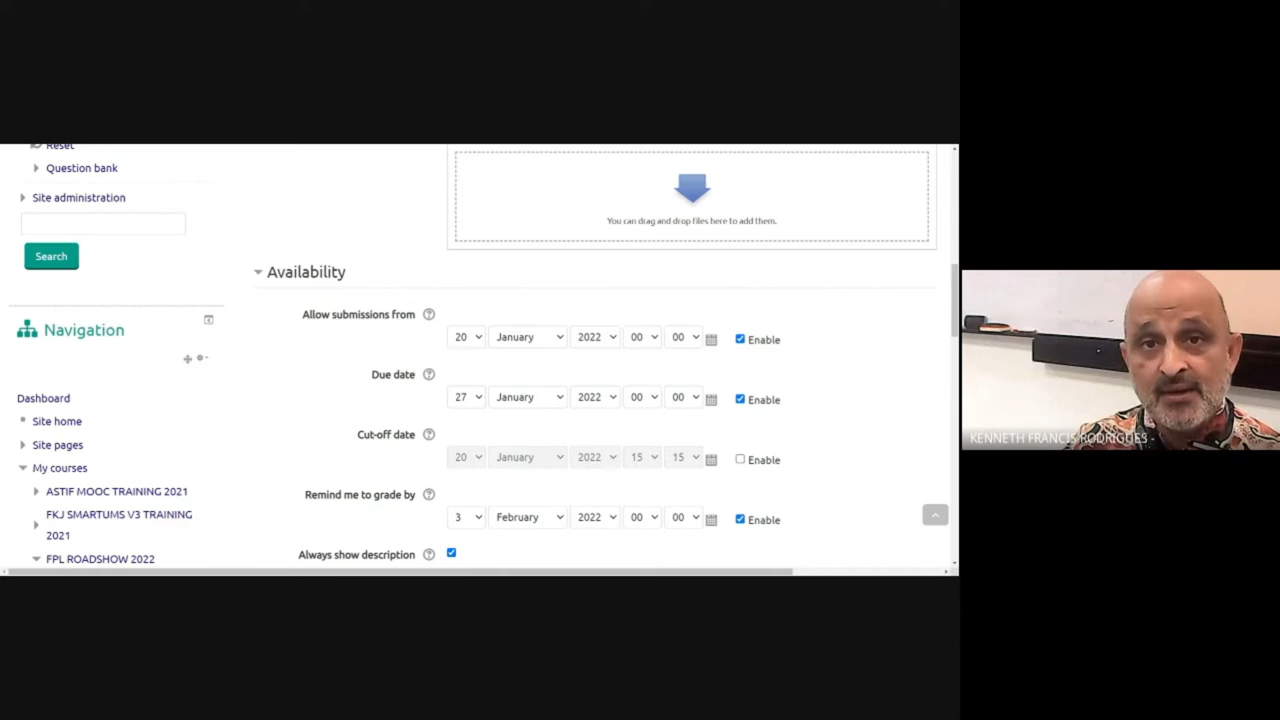 Reset
Question bank
Site administration
Search
Navigation
Dashboard
Site home
Site pages
My courses
ASTIF MOOC TRAINING 2021
FKJ SMARTUMS V3 TRAINING
2021
FPL ROADSHOW 2022
You can drag and drop files here to add them.
Availability
Allow submissions from
20 January 2022 00 00 Enable
Due date
27 January 2022 00 00 Enable
Cut-off date
20 January 2022 15 15 Enable
Remind me to grade by
3 February 2022 00 00 Enable
Always show description
KENNETH FRANCIS RODRIGUES -